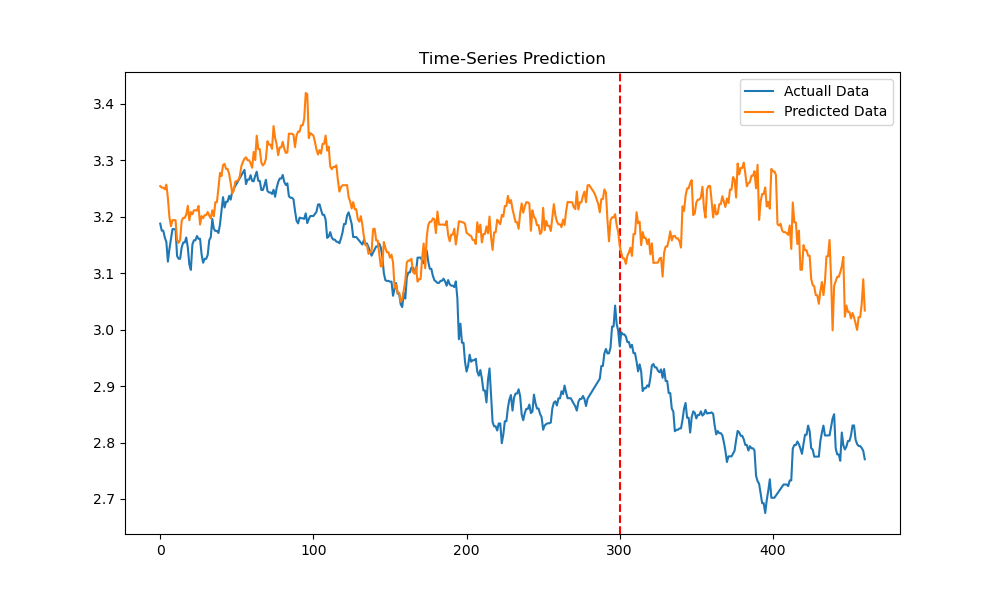 Time-Series Prediction
Actuall Data
Predicted Data
3.4
3.3
3.2
3.1
3.0
2.9
2.8
2.7
0 100 200 300 400